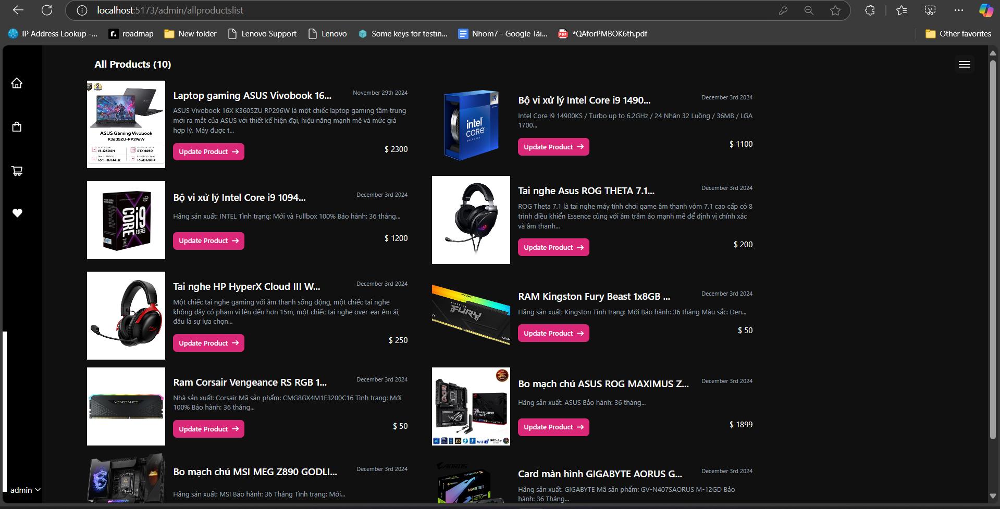 localhost:5173/admin/allproductslist
IP Address Lookup -...
roadmap
New folder
Lenovo Support
Lenovo
Some keys for testin...
Nhom7 - Google Tài...
*QAforPMBOK6th.pdf
Other favorites
All Products (10)
ASUS Gaming Vivobook
K3605ZU-RP296W
i5-12500H
RTX 4050
16" FHD 144Hz
16GB DDR4
Laptop gaming ASUS Vivobook 16...
November 29th 2024
ASUS Vivobook 16X K3605ZU RP296W là một chiếc laptop gaming tầm trung
mới ra mắt của ASUS với thiết kế hiện đại, hiệu năng mạnh mẽ và mức giá
hợp lý. Máy được t...
Update Product
$ 2300
i9
intel
CORE
UNLOCKED
Bộ vi xử lý Intel Core i9 1490...
December 3rd 2024
Intel Core i9 14900KS / Turbo up to 6.2GHz / 24 Nhân 32 Luồng / 36MB / LGA
1700...
Update Product
$ 1100
CORE i9
X-SERIES
Bộ vi xử lý Intel Core i9 1094...
December 3rd 2024
Hãng sản xuất: INTEL Tình trạng: Mới và Fullbox 100% Bảo hành: 36 tháng...
Update Product
$ 1200
Tai nghe Asus ROG THETA 7.1...
December 3rd 2024
ROG Theta 7.1 là tai nghe máy tính chơi game âm thanh vòm 7.1 cao cấp có 8
trình điều khiển Essence cùng với âm trầm ảo mạnh mẽ để định vị chính xác
và âm thanh...
Update Product
$ 200
Tai nghe HP HyperX Cloud III W...
December 3rd 2024
Một chiếc tai nghe gaming với âm thanh sống động, một chiếc tai nghe
không dây có phạm vi lên đến hơn 15m, một chiếc tai nghe over-ear êm ái,
đâu là sự lựa chọn...
Update Product
$ 250
FURY
RAM Kingston Fury Beast 1x8GB ...
December 3rd 2024
Hãng sản xuất: Kingston Tình trạng: Mới Bảo hành: 36 tháng Màu sắc: Đen...
Update Product
$ 50
VENGEANCE
Ram Corsair Vengeance RS RGB 1...
December 3rd 2024
Nhà sản xuất: Corsair Mã sản phẩm: CMG8GX4M1E3200C16 Tình trạng: Mới
100% Bảo hành: 36 tháng...
Update Product
$ 50
WiFi 7
Dolby
Bo mạch chủ ASUS ROG MAXIMUS Z...
December 3rd 2024
Hãng sản xuất: ASUS Bảo hành: 36 tháng...
Update Product
$ 1899
Bo mạch chủ MSI MEG Z890 GODLI...
December 3rd 2024
Hãng sản xuất: MSI Bảo hành: 36 Tháng Tình trạng: Mới...
AORUS
MASTER
Card màn hình GIGABYTE AORUS G...
December 3rd 2024
Hãng sản xuất: GIGABYTE Mã sản phẩm: GV-N407SAORUS M-12GD Bảo
hành: 36 Tháng...
admin